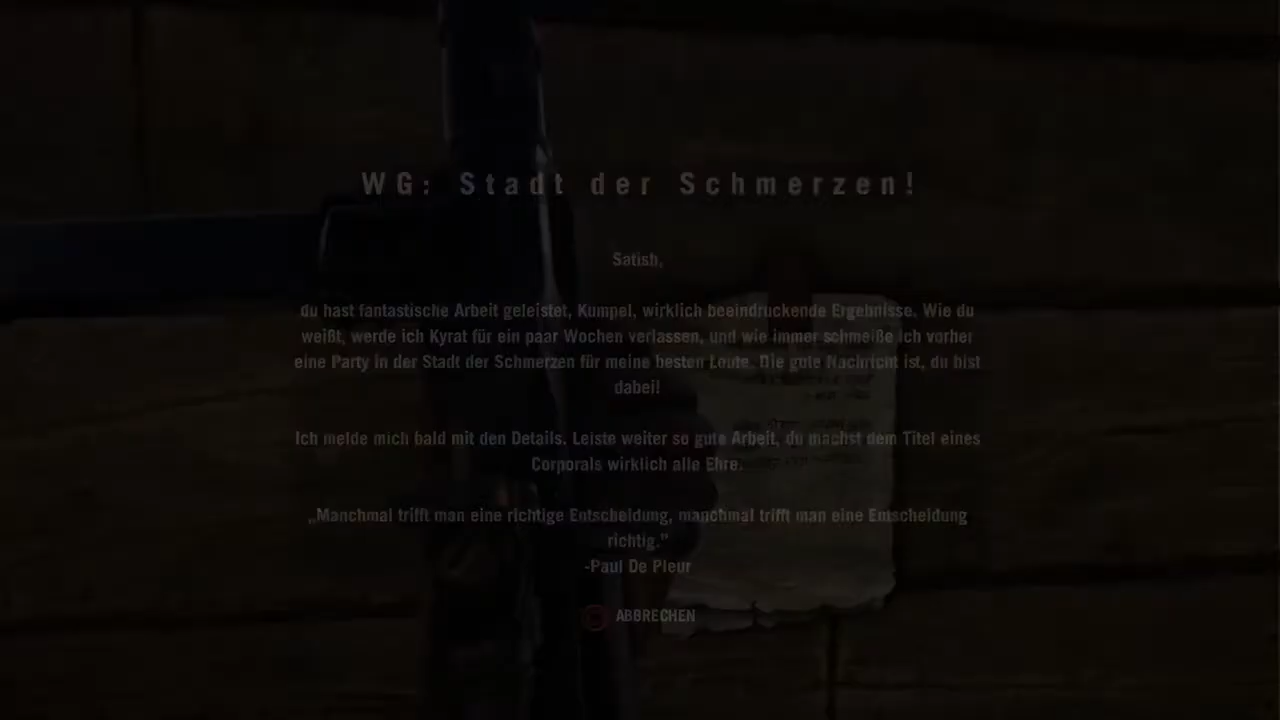 WG: Stadt der Schmerzen!
Satish,
du hast fantastische Arbeit geleistet, Kumpel, wirklich beeindruckende Ergebnisse. Wie du
weißt, werde ich Kyrat für ein paar Wochen verlassen, und wie immer schmeiße ich vorher
eine Party in der Stadt der Schmerzen für meine besten Leute. Die gute Nachricht ist, du bist
dabei!
Ich melde mich bald mit den Details. Leiste weiter so gute Arbeit, du machst dem Titel eines
Corporals wirklich alle Ehre.
„Manchmal trifft man eine richtige Entscheidung, manchmal trifft man eine Entscheidung
richtig."
-Paul De Pleur
ABBRECHEN